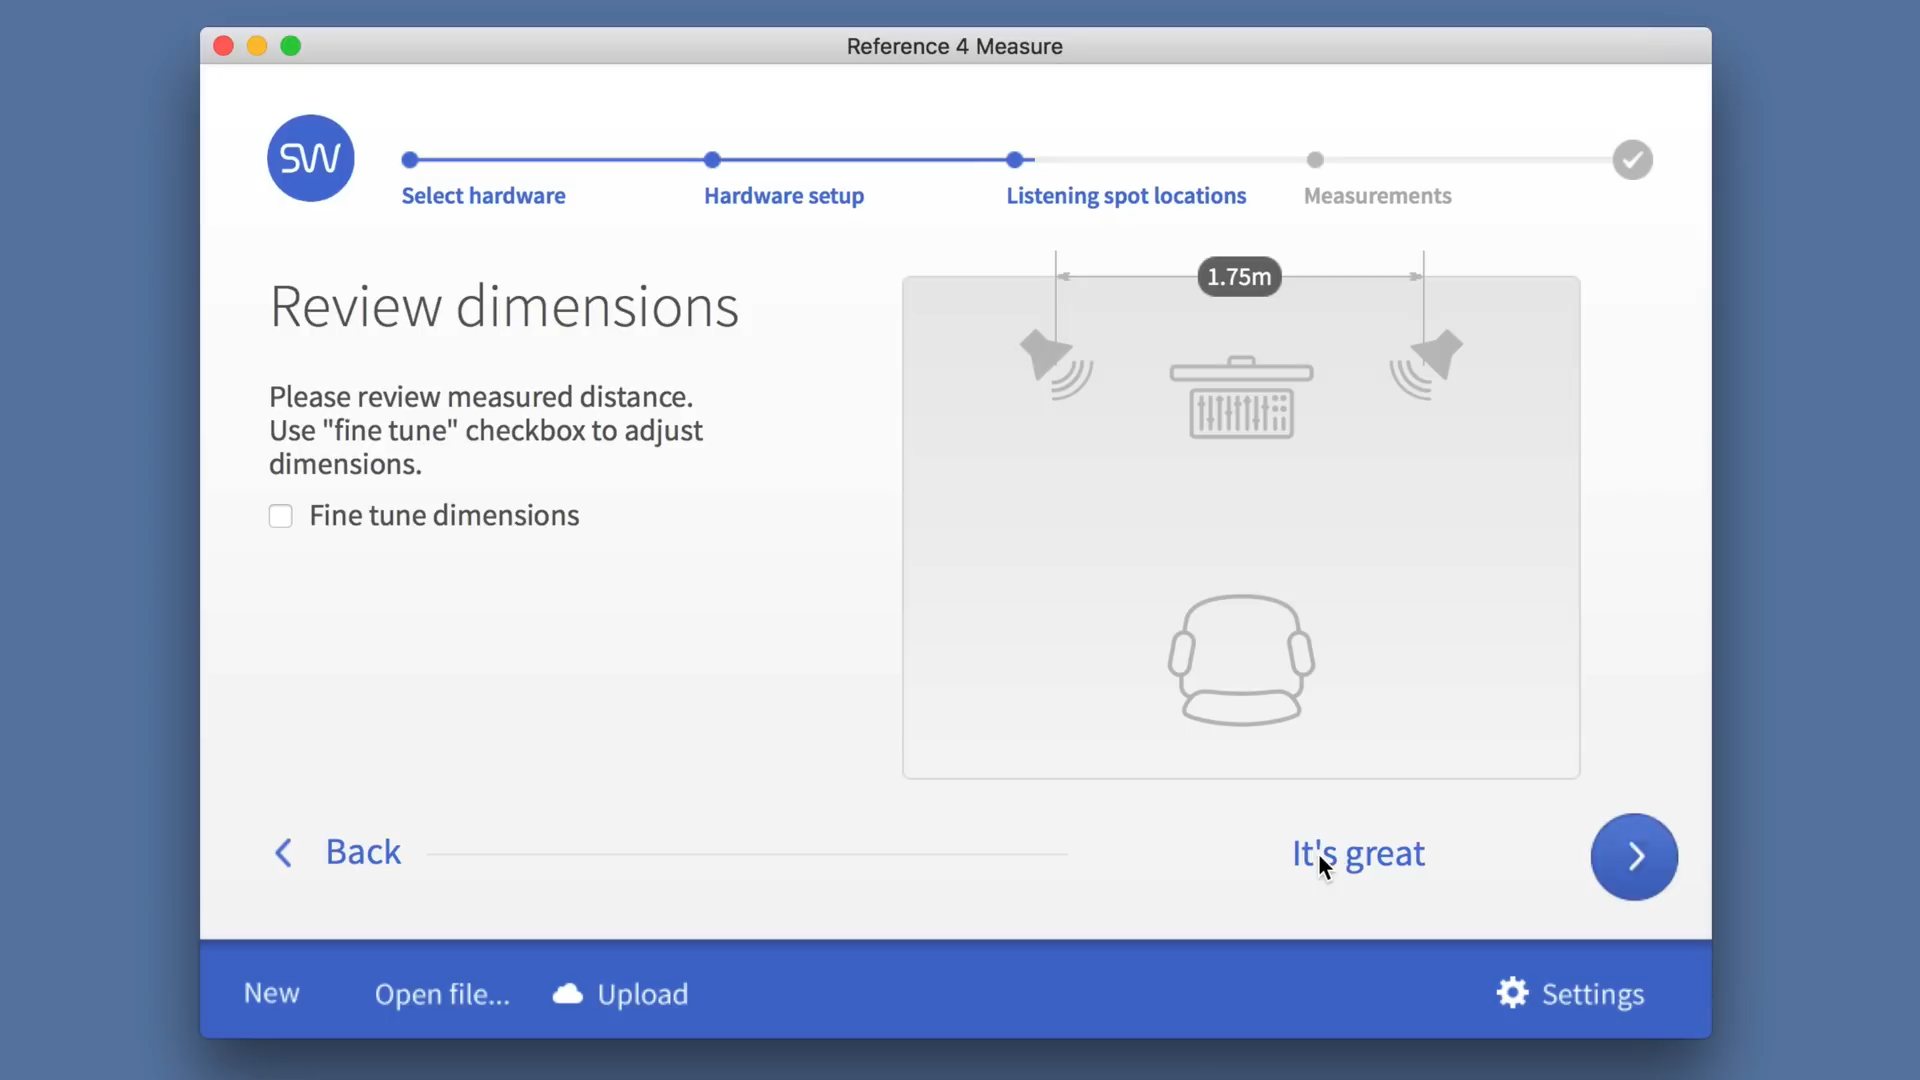 Reference 4 Measure
SW
Select hardware
Hardware setup
Listening spot locations
Measurements
1.75m
Review dimensions
Please review measured distance.
Use "fine tune" checkbox to adjust
dimensions.
Fine tune dimensions
Back
It's great
New
Open file...
Upload
Settings